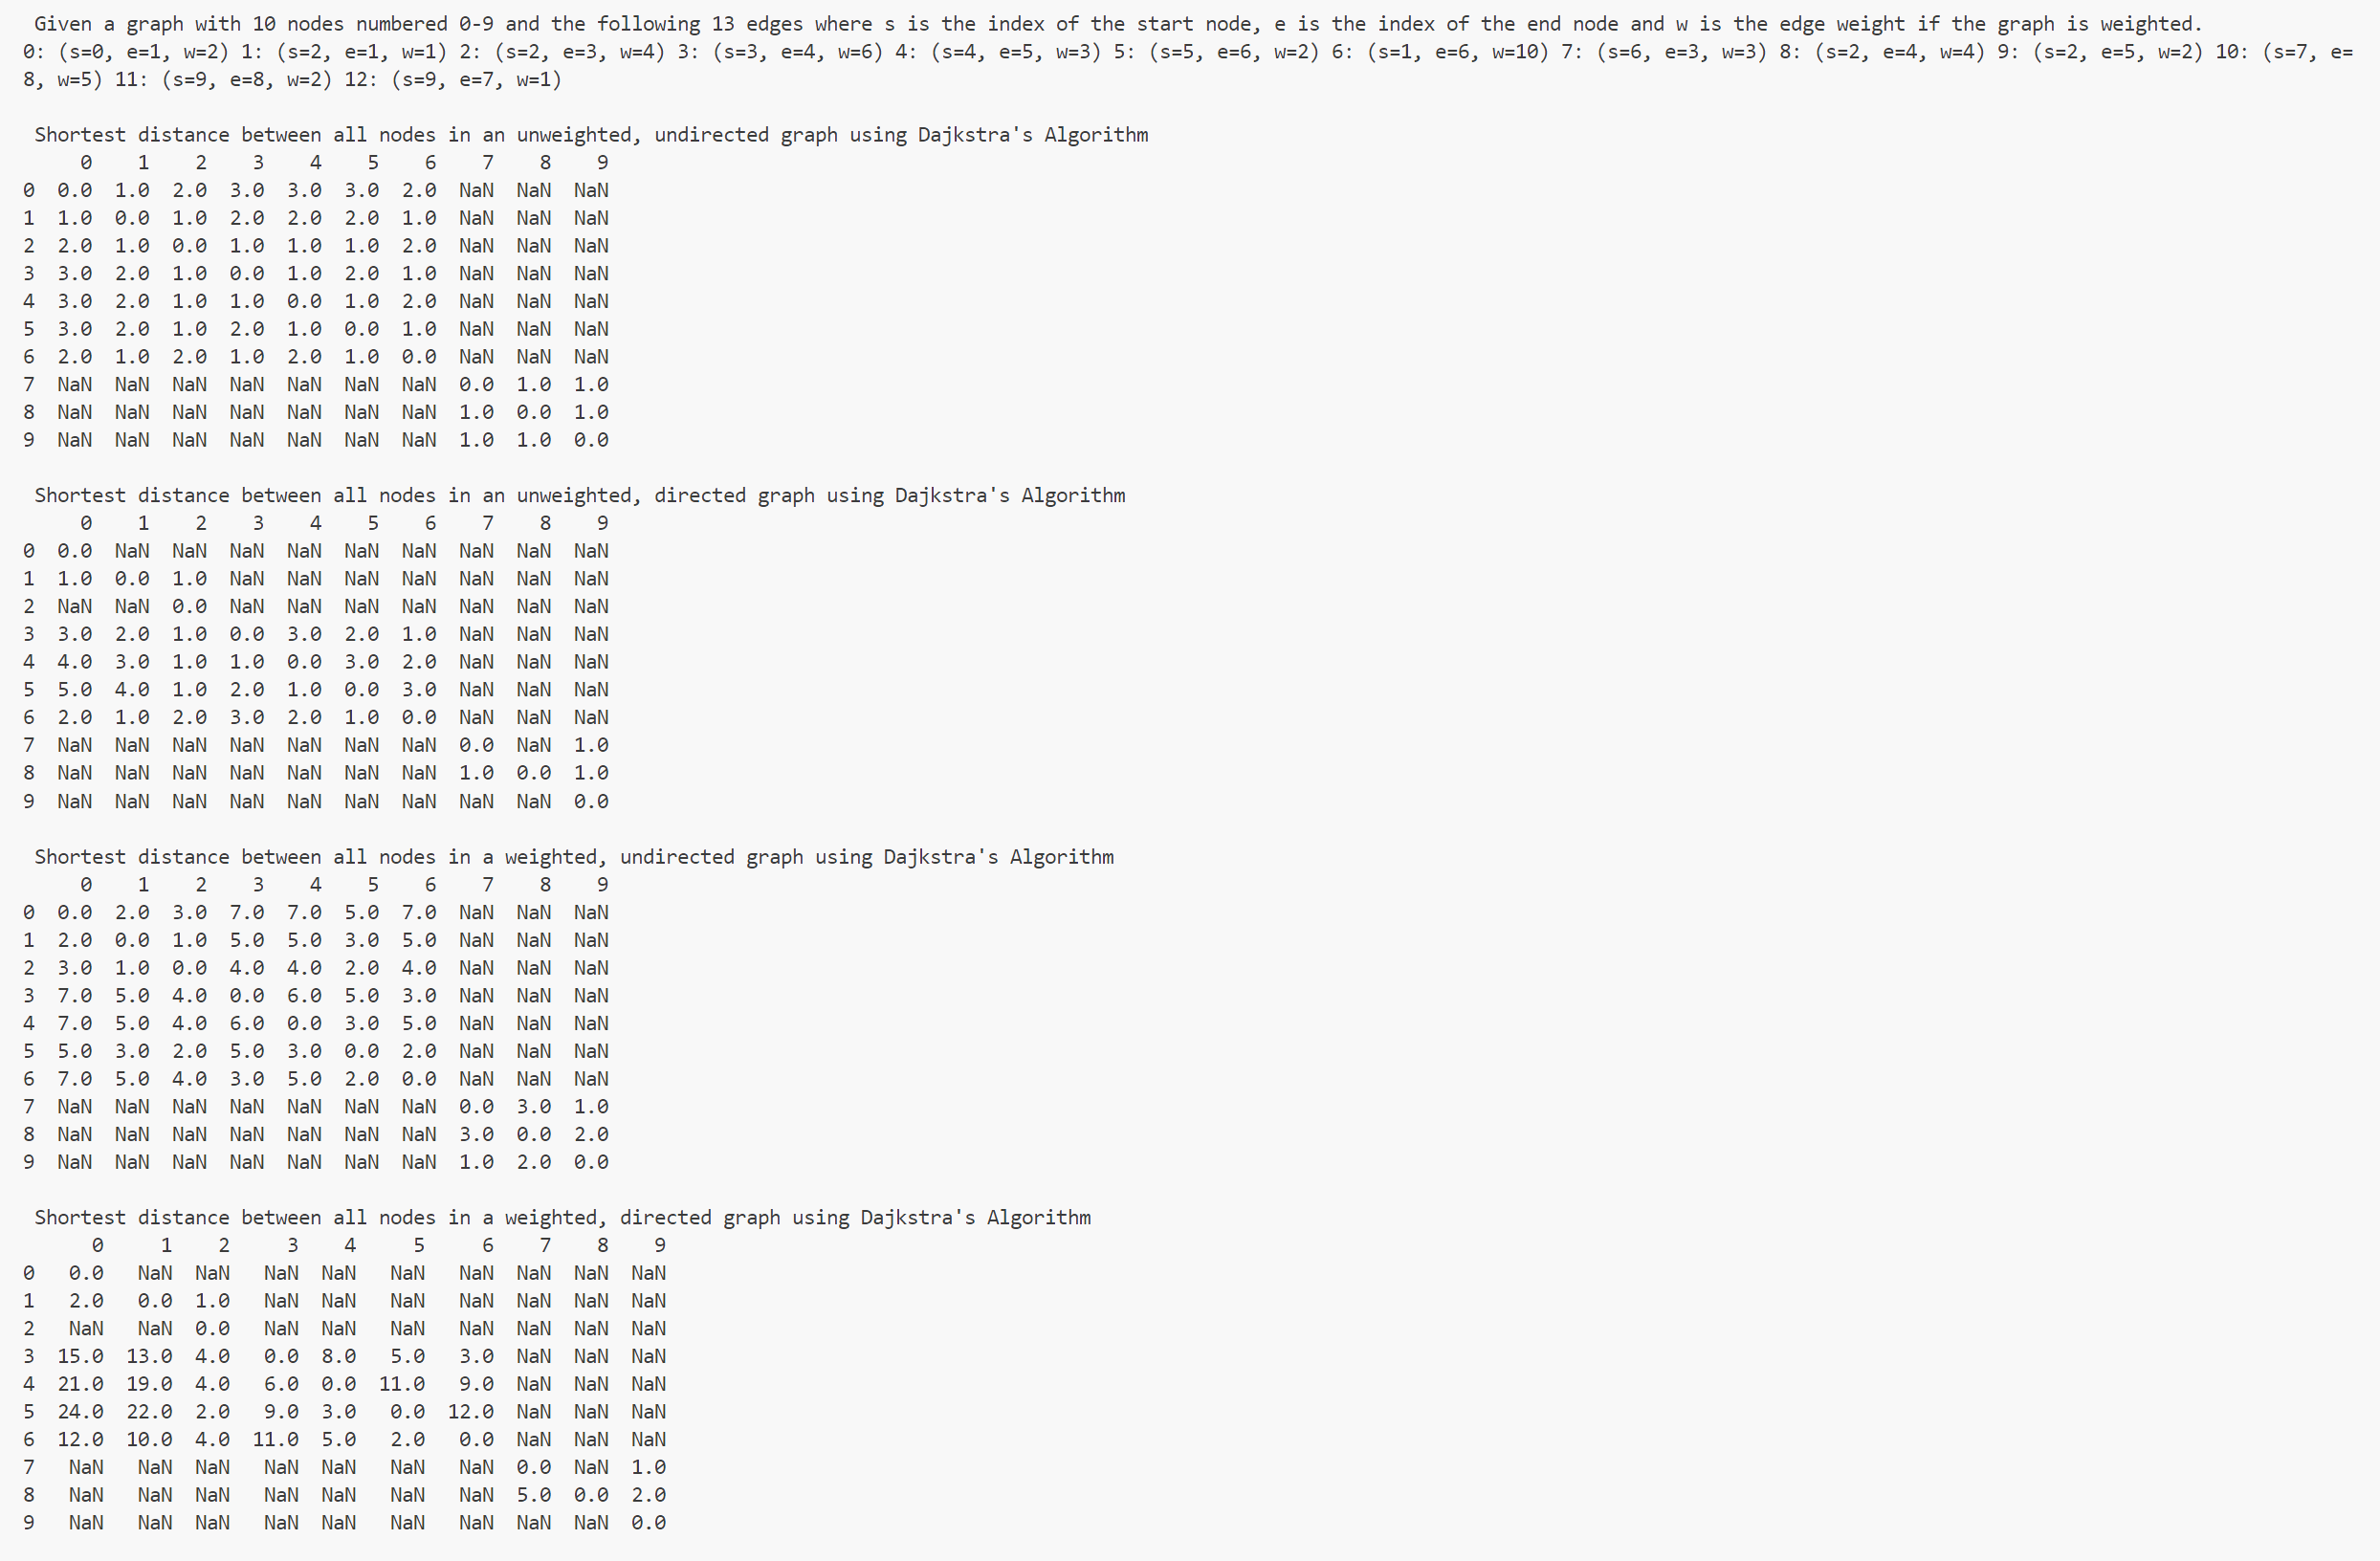 Given a graph with 10 nodes numbered 0-9 and the following 13 edges where s is the index of the start node, e is the index of the end node and w is the edge weight if the graph is weighted.
0: (s=0, e=1, w=2) 1: (s=2, e=1, w=1) 2: (s=2, e=3, w=4) 3: (s=3, e=4, w=6) 4: (s=4, e=5, w=3) 5: (s=5, e=6, w=2) 6: (s=1, e=6, w=10) 7: (s=6, e=3, w=3) 8: (s=2, e=4, w=4) 9: (s=2, e=5, w=2) 10: (s=7, e=
8, w=5) 11: (s=9, e=8, w=2) 12: (s=9, e=7, w=1)
Shortest distance between all nodes in an unweighted, undirected graph using Dajkstra's Algorithm
0 1 2 3 4 5 6 7 8 9
0 0.0 1.0 2.0 3.0 3.0 3.0 2.0 NaN NaN NaN
1 1.0 0.0 1.0 2.0 2.0 2.0 1.0 NaN NaN NaN
2 2.0 1.0 0.0 1.0 1.0 1.0 2.0 NaN NaN NaN
3 3.0 2.0 1.0 0.0 1.0 2.0 1.0 NaN NaN NaN
4 3.0 2.0 1.0 1.0 0.0 1.0 2.0 NaN NaN NaN
5 3.0 2.0 1.0 2.0 1.0 0.0 1.0 NaN NaN NaN
6 2.0 1.0 2.0 1.0 2.0 1.0 0.0 NaN NaN NaN
7 NaN NaN NaN NaN NaN NaN NaN 0.0 1.0 1.0
8 NaN NaN NaN NaN NaN NaN NaN 1.0 0.0 1.0
9 NaN NaN NaN NaN NaN NaN NaN 1.0 1.0 0.0
Shortest distance between all nodes in an unweighted, directed graph using Dajkstra's Algorithm
0 1 2 3 4 5 6 7 8 9
0 0.0 NaN NaN NaN NaN NaN NaN NaN NaN NaN
1 1.0 0.0 1.0 NaN NaN NaN NaN NaN NaN NaN
2 NaN NaN 0.0 NaN NaN NaN NaN NaN NaN NaN
3 3.0 2.0 1.0 0.0 3.0 2.0 1.0 NaN NaN NaN
4 4.0 3.0 1.0 1.0 0.0 3.0 2.0 NaN NaN NaN
5 5.0 4.0 1.0 2.0 1.0 0.0 3.0 NaN NaN NaN
6 2.0 1.0 2.0 3.0 2.0 1.0 0.0 NaN NaN NaN
7 NaN NaN NaN NaN NaN NaN NaN 0.0 NaN 1.0
8 NaN NaN NaN NaN NaN NaN NaN 1.0 0.0 1.0
9 NaN NaN NaN NaN NaN NaN NaN NaN NaN 0.0
Shortest distance between all nodes in a weighted, undirected graph using Dajkstra's Algorithm
0 1 2 3 4 5 6 7 8 9
0 0.0 2.0 3.0 7.0 7.0 5.0 7.0 NaN NaN NaN
1 2.0 0.0 1.0 5.0 5.0 3.0 5.0 NaN NaN NaN
2 3.0 1.0 0.0 4.0 4.0 2.0 4.0 NaN NaN NaN
3 7.0 5.0 4.0 0.0 6.0 5.0 3.0 NaN NaN NaN
4 7.0 5.0 4.0 6.0 0.0 3.0 5.0 NaN NaN NaN
5 5.0 3.0 2.0 5.0 3.0 0.0 2.0 NaN NaN NaN
6 7.0 5.0 4.0 3.0 5.0 2.0 0.0 NaN NaN NaN
7 NaN NaN NaN NaN NaN NaN NaN 0.0 3.0 1.0
8 NaN NaN NaN NaN NaN NaN NaN 3.0 0.0 2.0
9 NaN NaN NaN NaN NaN NaN NaN 1.0 2.0 0.0
Shortest distance between all nodes in a weighted, directed graph using Dajkstra's Algorithm
0 1 2 3 4 5 6 7 8 9
0 0.0 NaN NaN NaN NaN NaN NaN NaN NaN NaN
1 2.0 0.0 1.0 NaN NaN NaN NaN NaN NaN NaN
2 NaN NaN 0.0 NaN NaN NaN NaN NaN NaN NaN
3 15.0 13.0 4.0 0.0 8.0 5.0 3.0 NaN NaN NaN
4 21.0 19.0 4.0 6.0 0.0 11.0 9.0 NaN NaN NaN
5 24.0 22.0 2.0 9.0 3.0 0.0 12.0 NaN NaN NaN
6 12.0 10.0 4.0 11.0 5.0 2.0 0.0 NaN NaN NaN
7 NaN NaN NaN NaN NaN NaN NaN 0.0 NaN 1.0
8 NaN NaN NaN NaN NaN NaN NaN 5.0 0.0 2.0
9 NaN NaN NaN NaN NaN NaN NaN NaN NaN 0.0